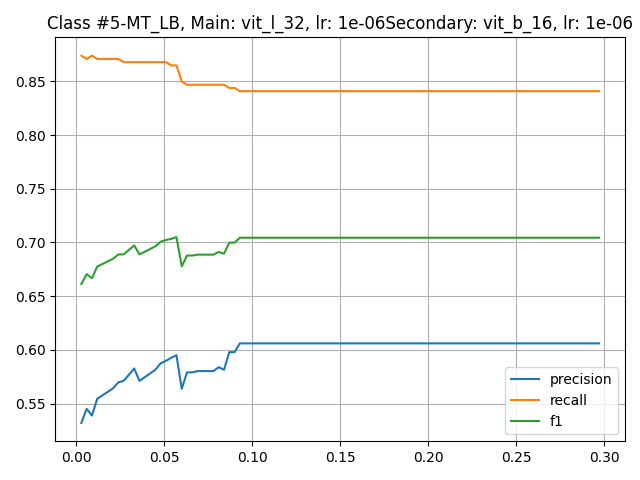 Class #5-MT_LB, Main: vit_l_32, lr: 1e-06Secondary: vit_b_16, lr: 1e-06
0.85
0.80
0.75
0.70
0.65
0.60
0.55
precision
recall
f1
0.00 0.05 0.10 0.15 0.20 0.25 0.30